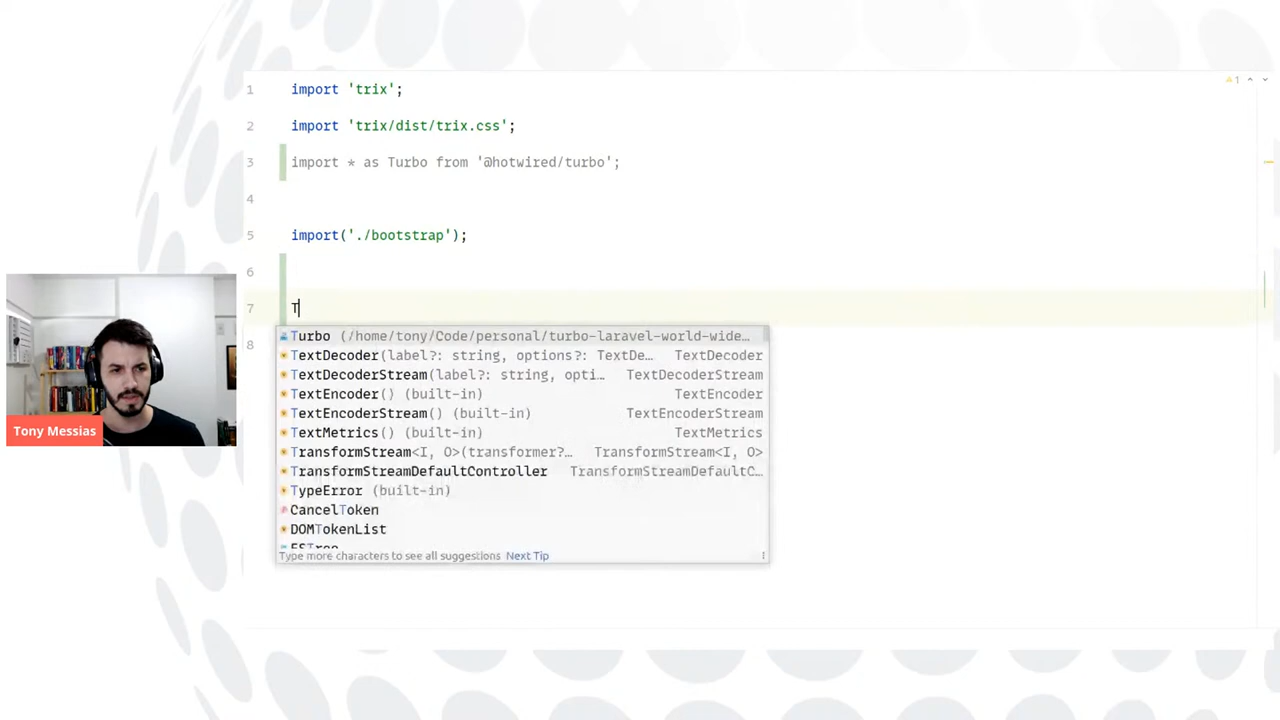 1
1 import 'trix';
2 import 'trix/dist/trix.css';
3 import * as Turbo from '@hotwired/turbo';
4
5 import('./bootstrap');
6
7 T
8
Turbo (/home/tony/Code/personal/turbo-laravel-world-wide…
TextDecoder(label?: string, options?: TextDe… TextDecoder
TextDecoderStream(label?: string, opti… TextDecoderStream
TextEncoder() (built-in) TextEncoder
TextEncoderStream() (built-in) TextEncoderStream
TextMetrics() (built-in) TextMetrics
TransformStream<I, O>(transformer?… TransformStream<I, O>
TransformStreamDefaultController TransformStreamDefaultC…
TypeError (built-in)
CancelToken
DOMTokenList
ESTree
Type more characters to see all suggestions Next Tip
Tony Messias